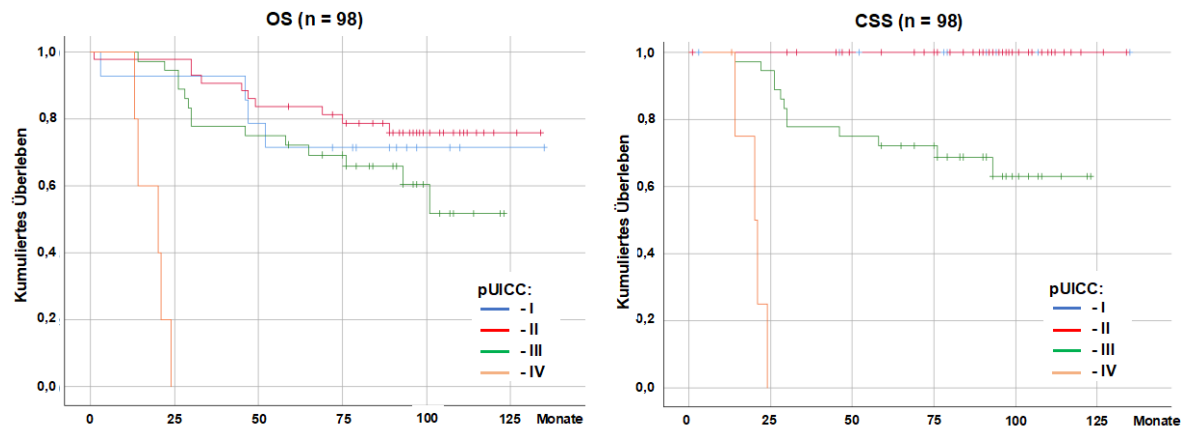 OS (n = 98)
Kumuliertes Überleben
1,0
0,8
0,6
0,4
0,2
0,0
pUICC:
- I
- II
- III
- IV
0 25 50 75 100 125 Monate
CSS (n = 98)
Kumuliertes Überleben
1,0
0,8
0,6
0,4
0,2
0,0
pUICC:
- I
- II
- III
- IV
0 25 50 75 100 125 Monate